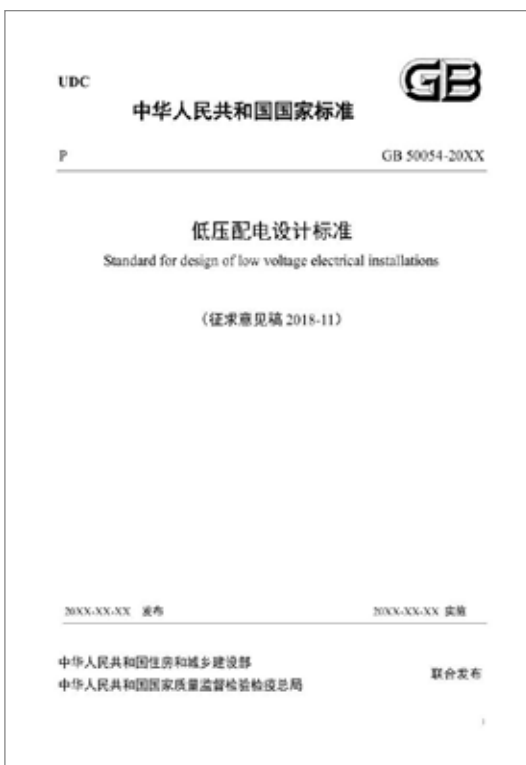 UDC
GB
中华人民共和国国家标准
P
GB 50054-20XX
低压配电设计标准
Standard for design of low voltage electrical installations
（征求意见稿 2018-11）
20XX-XX-XX 发布
20XX-XX-XX 实施
中华人民共和国住房和城乡建设部
中华人民共和国国家质量监督检验检疫总局
联合发布
1